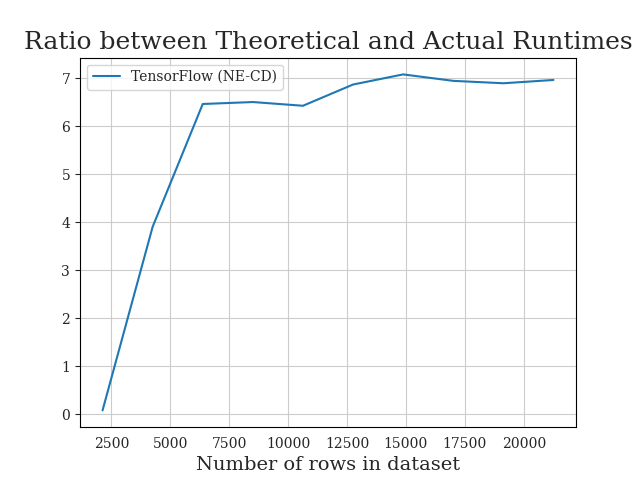 Ratio between Theoretical and Actual Runtimes
TensorFlow (NE-CD)
7
6
5
4
3
2
1
0
2500 5000 7500 10000 12500 15000 17500 20000
Number of rows in dataset